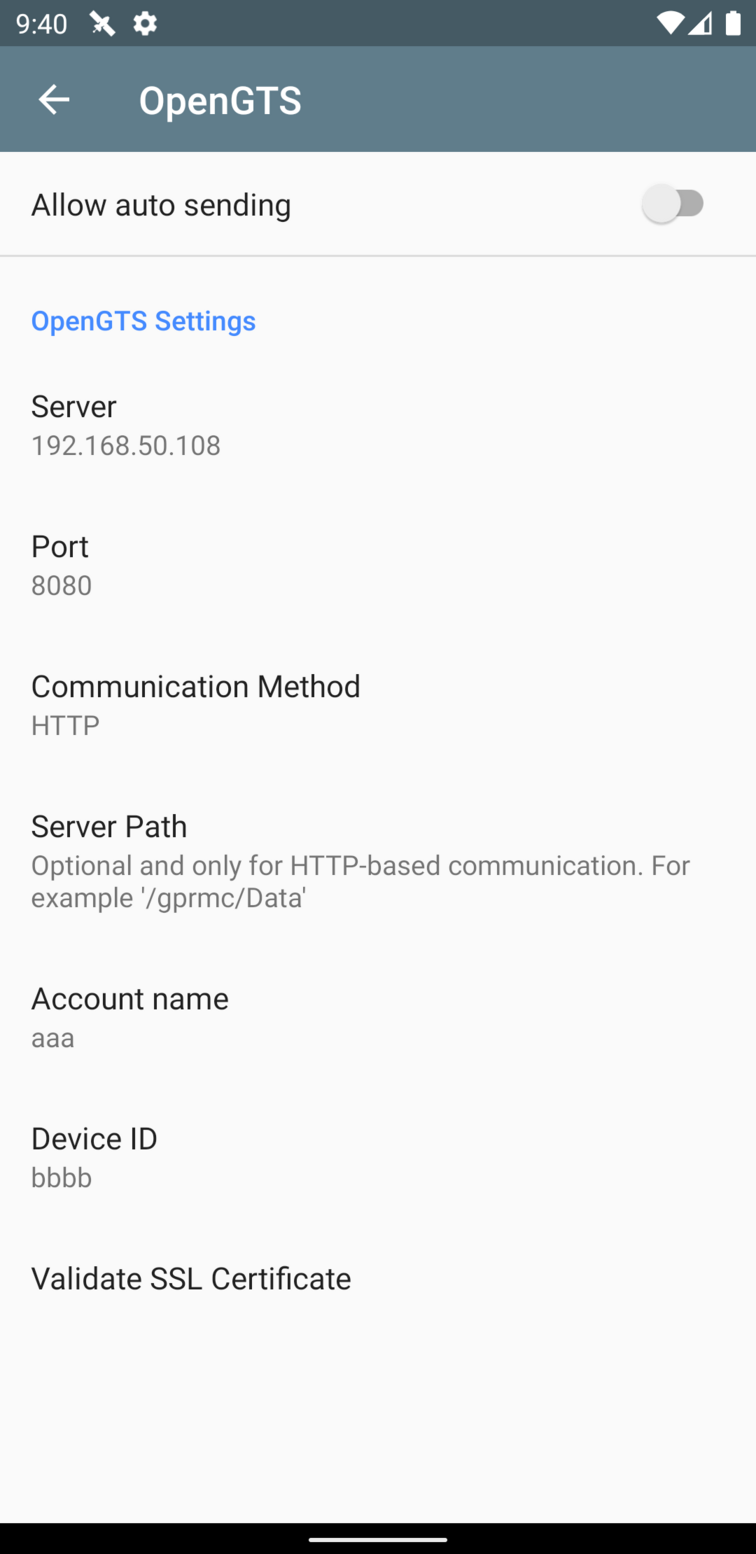 9:40
OpenGTS
Allow auto sending
OpenGTS Settings
Server
192.168.50.108
Port
8080
Communication Method
HTTP
Server Path
Optional and only for HTTP-based communication. For
example '/gprmc/Data'
Account name
aaa
Device ID
bbbb
Validate SSL Certificate